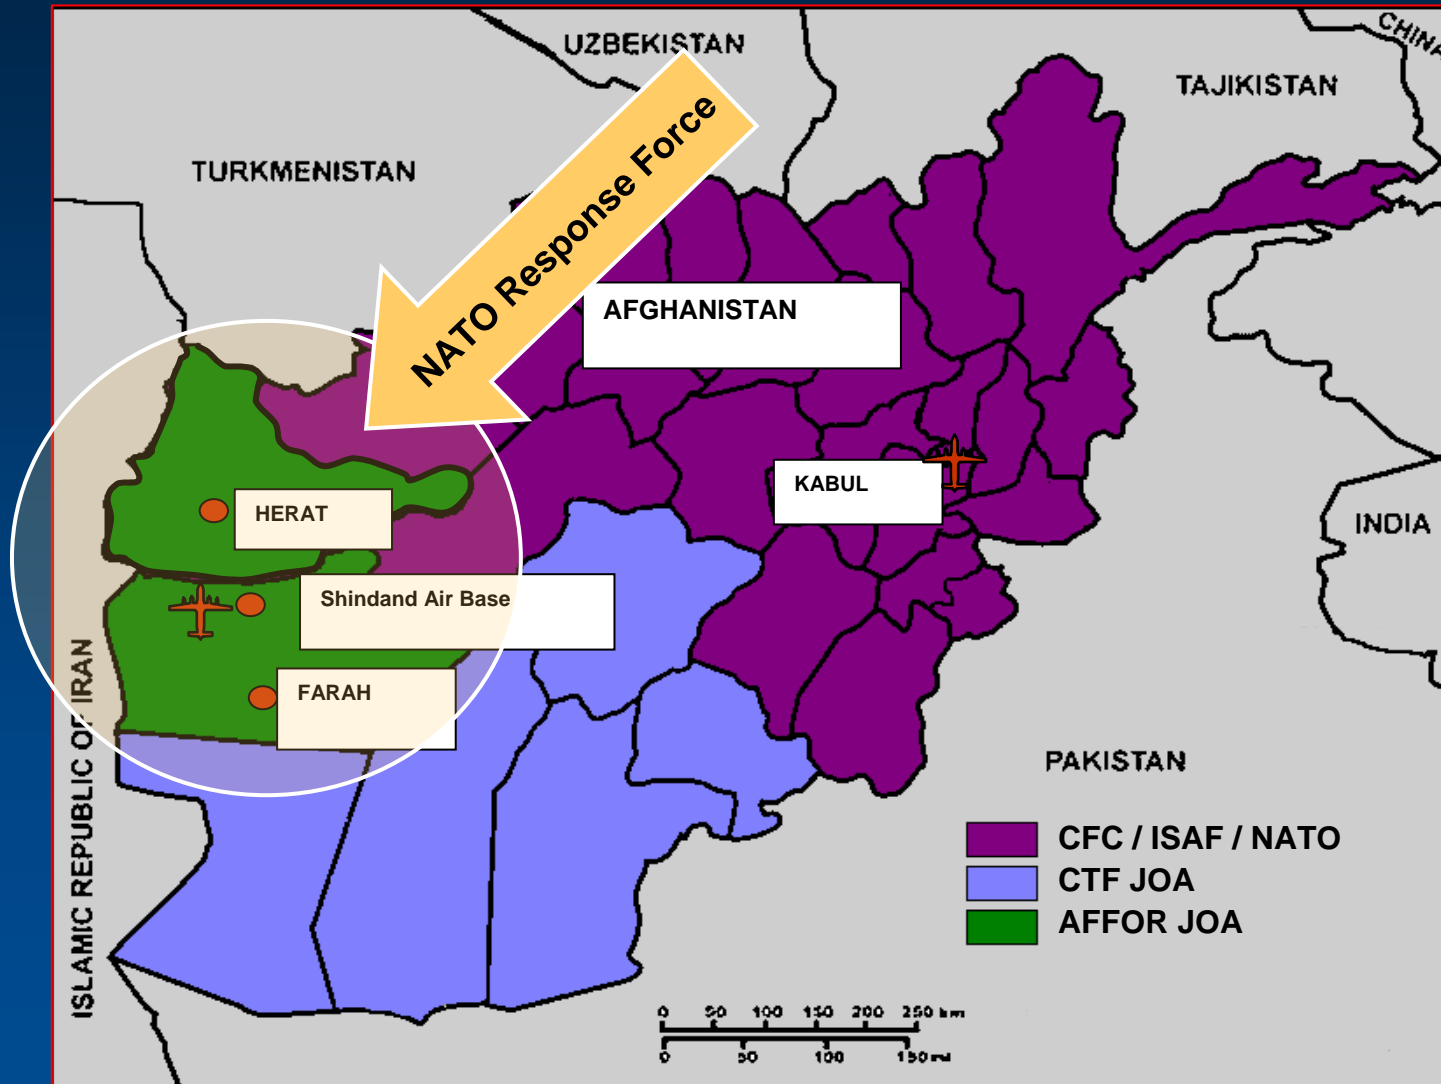 CHINA
UZBEKISTAN
TAJIKISTAN
TURKMENISTAN
NATO Response Force
AFGHANISTAN
KABUL
HERAT
INDIA
Shindand Air Base
FARAH
ISLAMIC REPUBLIC OF IRAN
PAKISTAN
CFC / ISAF / NATO
CTF JOA
AFFOR JOA
0 50 100 150 200 250 km
0 50 100 150 mi